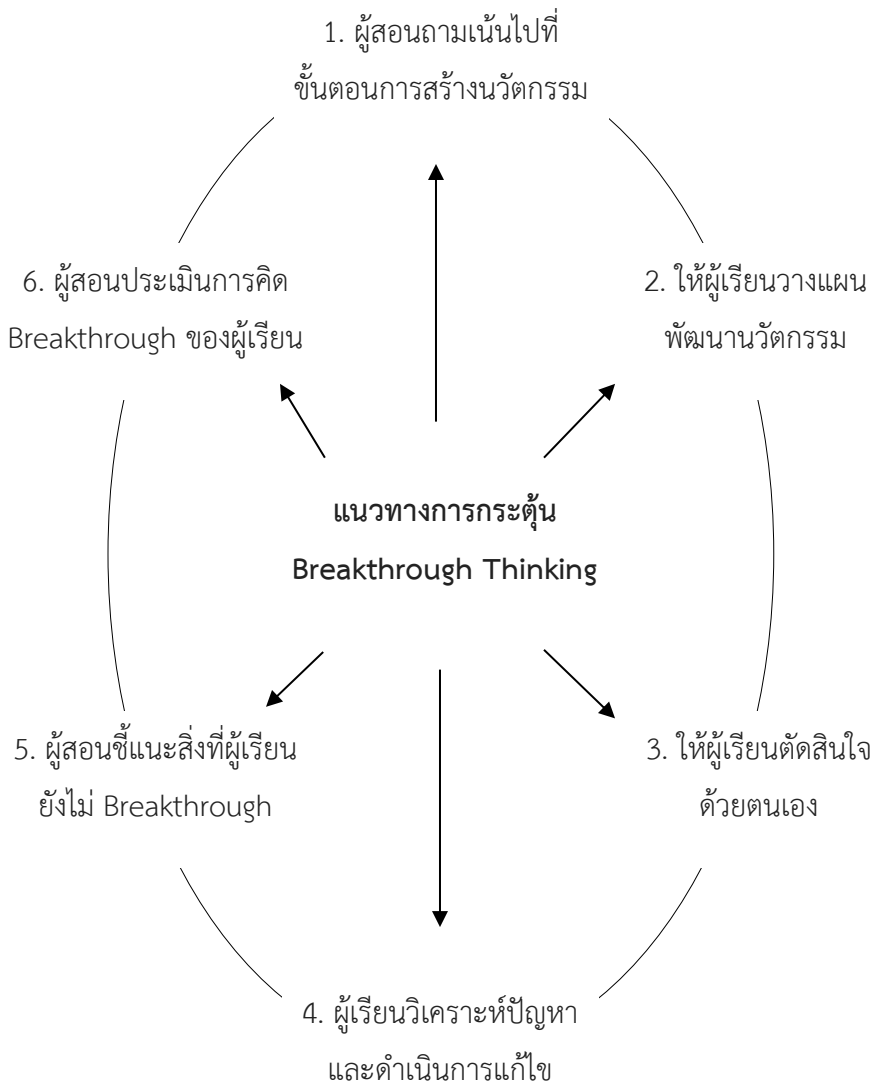 1. ผู้สอนถามเน้นไปที่
ขั้นตอนการสร้างนวัตกรรม
2. ให้ผู้เรียนวางแผน
พัฒนานวัตกรรม
3. ให้ผู้เรียนตัดสินใจ
ด้วยตนเอง
4. ผู้เรียนวิเคราะห์ปัญหา
และดำเนินการแก้ไข
5. ผู้สอนชี้แนะสิ่งที่ผู้เรียน
ยังไม่ Breakthrough
6. ผู้สอนประเมินการคิด
Breakthrough ของผู้เรียน
แนวทางการกระตุ้น
Breakthrough Thinking